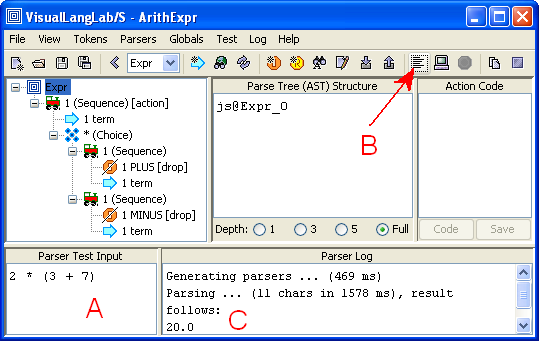 VisualLangLab/S - ArithExpr
File View Tokens Parsers Globals Test Log Help
Expr
Expr
1 (Sequence) [action]
1 term
* (Choice)
1 (Sequence)
1 PLUS [drop]
1 term
1 (Sequence)
1 MINUS [drop]
1 term
Parse Tree (AST) Structure
js@Expr_0
B
Depth: 1 3 5 Full
Action Code
Code Save
Parser Test Input
2 * (3 + 7)
A
Parser Log
Generating parsers ... (469 ms)
Parsing ... (11 chars in 1578 ms), result
follows:
20.0
C